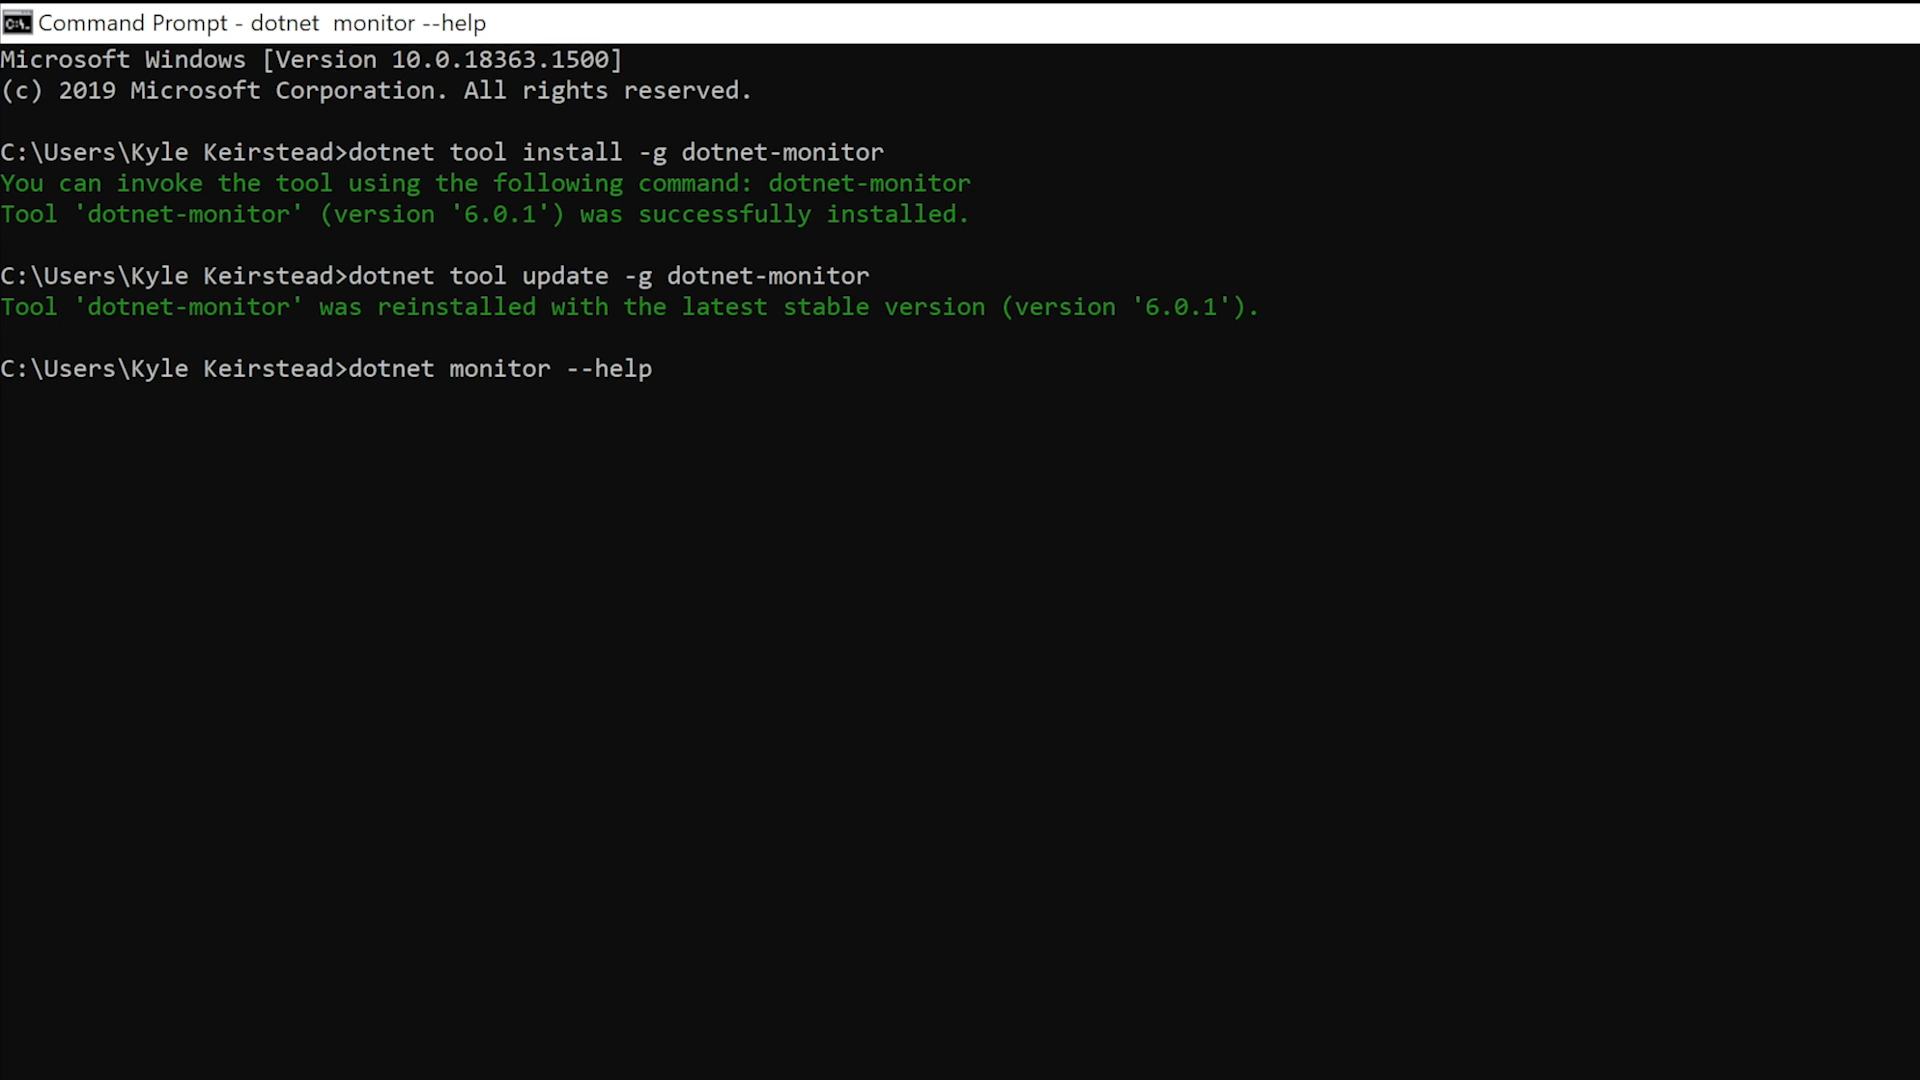 Command Prompt - dotnet  monitor --help
Microsoft Windows [Version 10.0.18363.1500]
(c) 2019 Microsoft Corporation. All rights reserved.
C:\Users\Kyle Keirstead>dotnet tool install -g dotnet-monitor
You can invoke the tool using the following command: dotnet-monitor
Tool 'dotnet-monitor' (version '6.0.1') was successfully installed.
C:\Users\Kyle Keirstead>dotnet tool update -g dotnet-monitor
Tool 'dotnet-monitor' was reinstalled with the latest stable version (version '6.0.1').
C:\Users\Kyle Keirstead>dotnet monitor --help